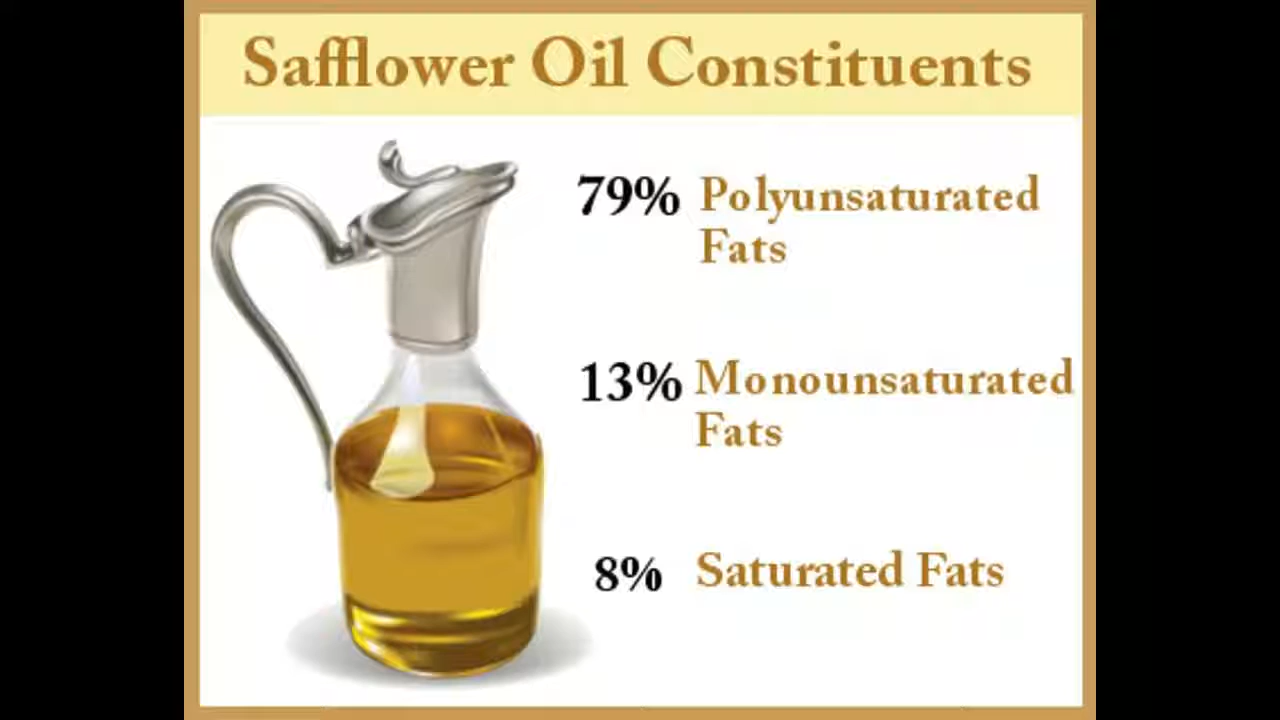 Safflower Oil Constituents
79% Polyunsaturated
Fats
13% Monounsaturated
Fats
8% Saturated Fats